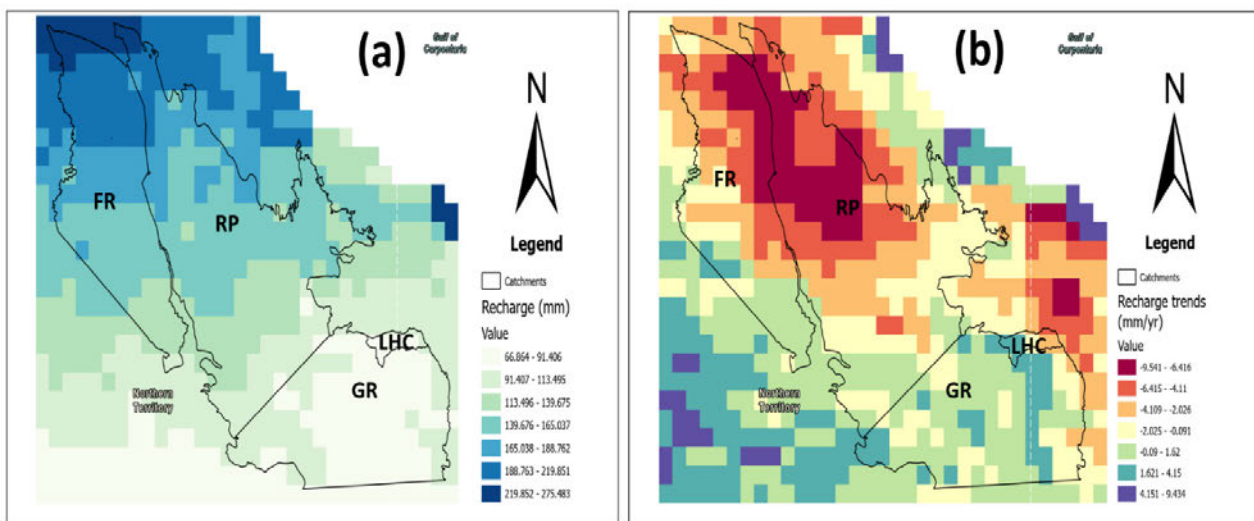 (a)
Gulf of
Carpentaria
N
FR
RP
Legend
Catchments
Recharge (mm)
Value
66.864 - 91.406
91.407 - 113.495
113.496 - 139.675
139.676 - 165.037
165.038 - 188.762
188.763 - 219.851
219.852 - 275.483
LHC
GR
Northern
Territory
(b)
Gulf of
Carpentaria
N
FR
RP
Legend
Catchments
Recharge trends
(mm/yr)
Value
-9.541 - -6.416
-6.415 - -4.11
-4.109 - -2.026
-2.025 - -0.091
-0.09 - 1.62
1.621 - 4.15
4.151 - 9.434
LHC
GR
Northern
Territory